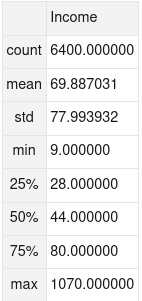 Income
count 6400.000000
mean 69.887031
std 77.993932
min 9.000000
25% 28.000000
50% 44.000000
75% 80.000000
max 1070.000000